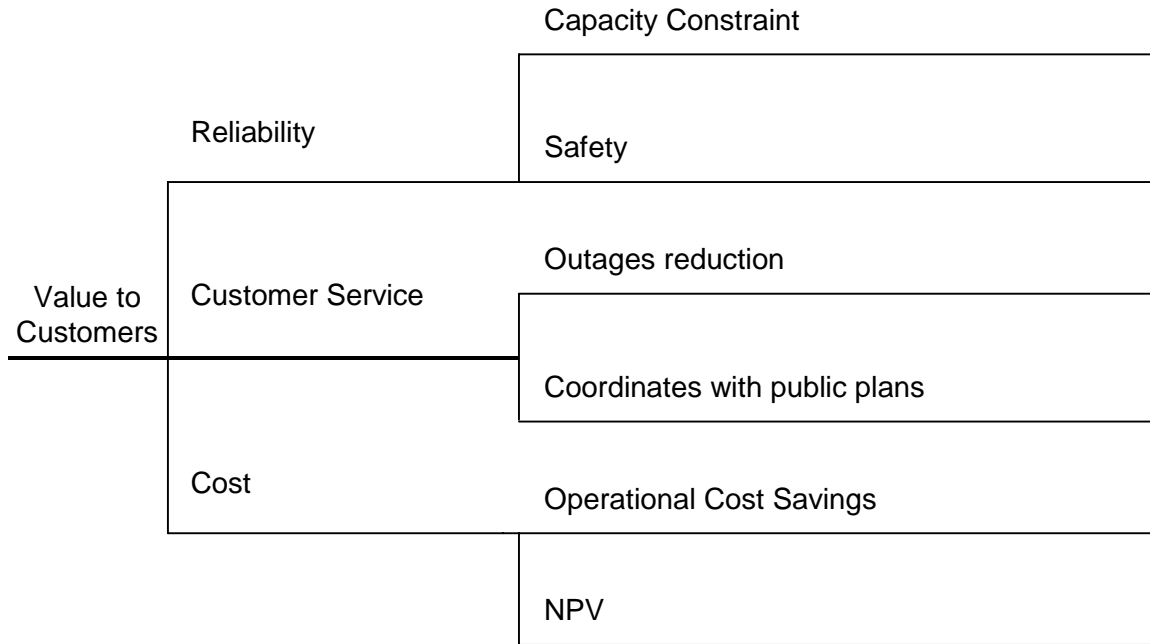 Capacity Constraint
Reliability
Safety
Outages reduction
Value to
Customers
Customer Service
Coordinates with public plans
Cost
Operational Cost Savings
NPV